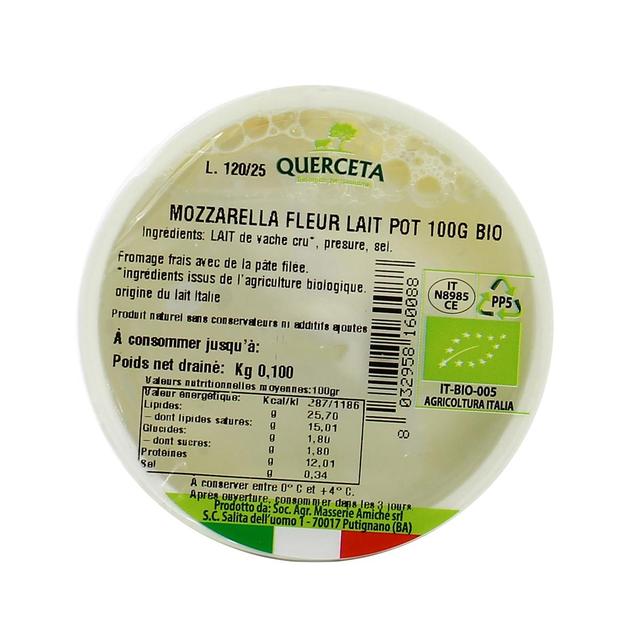 L. 120/25 QUERCETA
MOZZARELLA FLEUR LAIT POT 100G BIO
Ingrédients: LAIT de vache cru*, presure, sel.
Fromage frais avec de la pâte filée.
*ingrédients issus de l'agriculture biologique.
origine du lait Italie
Produit naturel sans conservateurs ni additifs ajoutes
À consommer jusqu'à:
Poids net drainé: Kg 0,100
Valeurs nutritionnelles moyennes:100gr
Valeur énergétique: Kcal/kl 287/1186
Lipides: g 25,70
– dont lipides saturés: g 15,01
Glucides: g 1,80
– dont sucres: g 1,80
Protéines g 12,01
Sel g 0,34
A conserver entre 0° C et +4° C.
Après ouverture, consommer dans les 3 jours
Prodotto da: Soc. Agr. Masserie Amiche srl
S.C. Salita dell'uomo 1 - 70017 Putignano (BA)
8 032958 160088
IT
N8985
CE
PP5
IT-BIO-005
AGRICOLTURA ITALIA